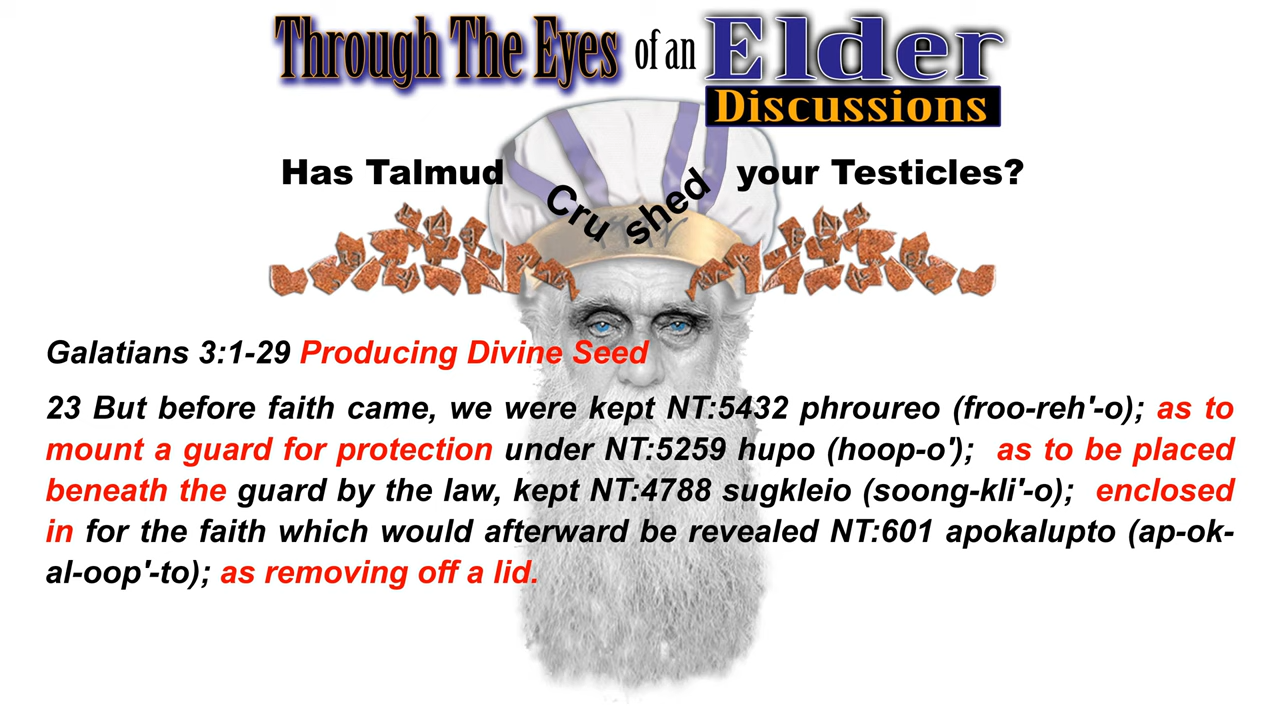 Through The Eyes of an Elder
Discussions
Has Talmud Crushed your Testicles?
Galatians 3:1-29 Producing Divine Seed
23 But before faith came, we were kept NT:5432 phroureo (froo-reh'-o); as to
mount a guard for protection under NT:5259 hupo (hoop-o'); as to be placed
beneath the guard by the law, kept NT:4788 sugkleio (soong-kli'-o); enclosed
in for the faith which would afterward be revealed NT:601 apokalupto (ap-ok-
al-oop'-to); as removing off a lid.